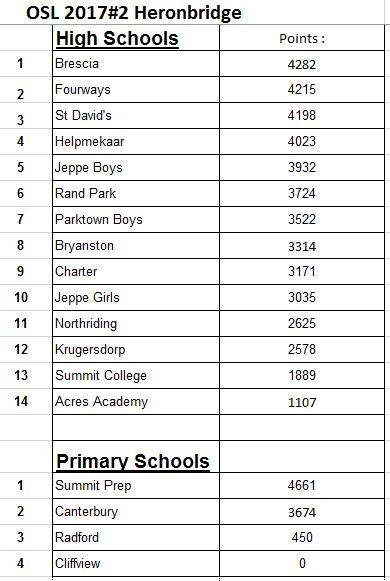 OSL 2017#2 Heronbridge
High Schools Points :
1 Brescia 4282
2 Fourways 4215
3 St David's 4198
4 Helpmekaar 4023
5 Jeppe Boys 3932
6 Rand Park 3724
7 Parktown Boys 3522
8 Bryanston 3314
9 Charter 3171
10 Jeppe Girls 3035
11 Northriding 2625
12 Krugersdorp 2578
13 Summit College 1889
14 Acres Academy 1107
Primary Schools
1 Summit Prep 4661
2 Canterbury 3674
3 Radford 450
4 Cliffview 0